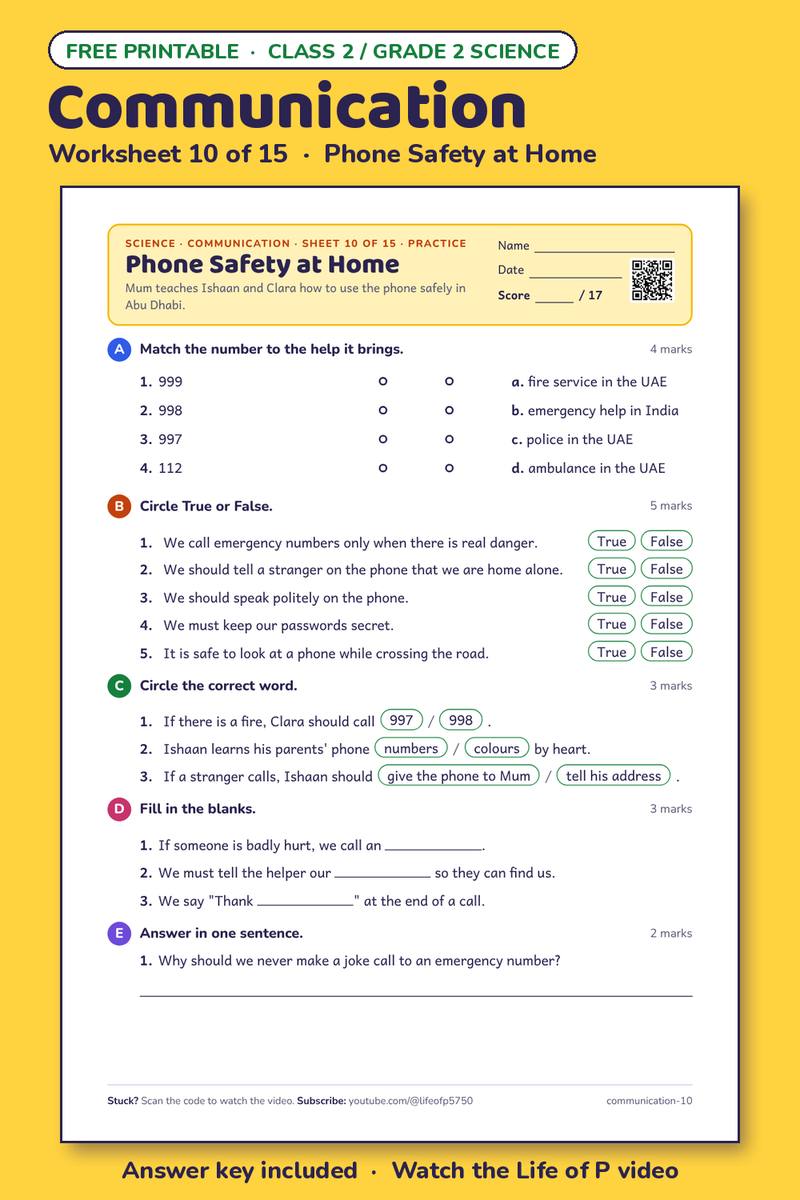 FREE PRINTABLE · CLASS 2 / GRADE 2 SCIENCE
Communication
Worksheet 10 of 15 · Phone Safety at Home
SCIENCE · COMMUNICATION · SHEET 10 OF 15 · PRACTICE
Phone Safety at Home
Mum teaches Ishaan and Clara how to use the phone safely in
Abu Dhabi.
Name ____________
Date ____________
Score ______ / 17
A Match the number to the help it brings. 4 marks
1. 999 a. fire service in the UAE
2. 998 b. emergency help in India
3. 997 c. police in the UAE
4. 112 d. ambulance in the UAE
B Circle True or False. 5 marks
1. We call emergency numbers only when there is real danger. True False
2. We should tell a stranger on the phone that we are home alone. True False
3. We should speak politely on the phone. True False
4. We must keep our passwords secret. True False
5. It is safe to look at a phone while crossing the road. True False
C Circle the correct word. 3 marks
1. If there is a fire, Clara should call 997 / 998 .
2. Ishaan learns his parents' phone numbers / colours by heart.
3. If a stranger calls, Ishaan should give the phone to Mum / tell his address .
D Fill in the blanks. 3 marks
1. If someone is badly hurt, we call an ____________.
2. We must tell the helper our ____________ so they can find us.
3. We say "Thank ____________" at the end of a call.
E Answer in one sentence. 2 marks
1. Why should we never make a joke call to an emergency number?
Stuck? Scan the code to watch the video. Subscribe: youtube.com/@lifeofp5750 communication-10
Answer key included · Watch the Life of P video